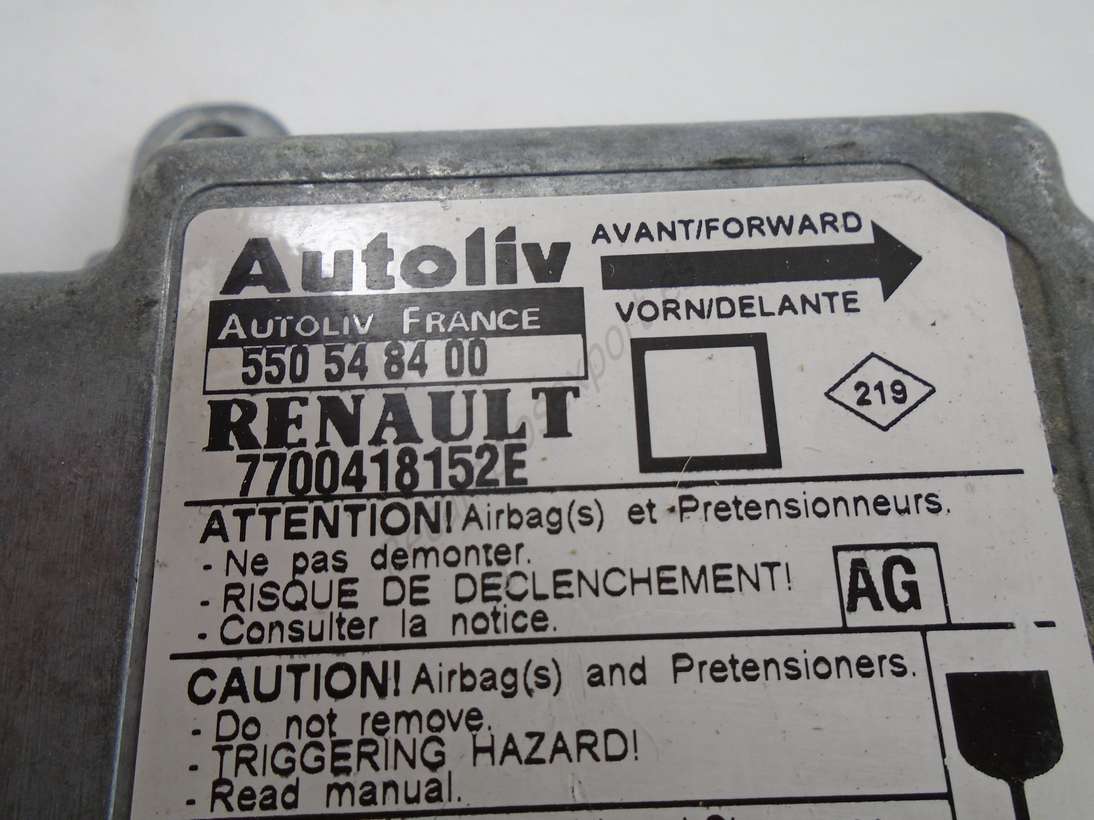 Autoliv
AUTOLIV FRANCE
550 54 84 00
RENAULT
7700418152E
AVANT/FORWARD
VORN/DELANTE
219
ATTENTION! Airbag(s) et Pretensionneurs.
- Ne pas demonter.
- RISQUE DE DECLENCHEMENT!
- Consulter la notice.
AG
CAUTION! Airbag(s) and Pretensioners.
- Do not remove.
- TRIGGERING HAZARD!
- Read manual.